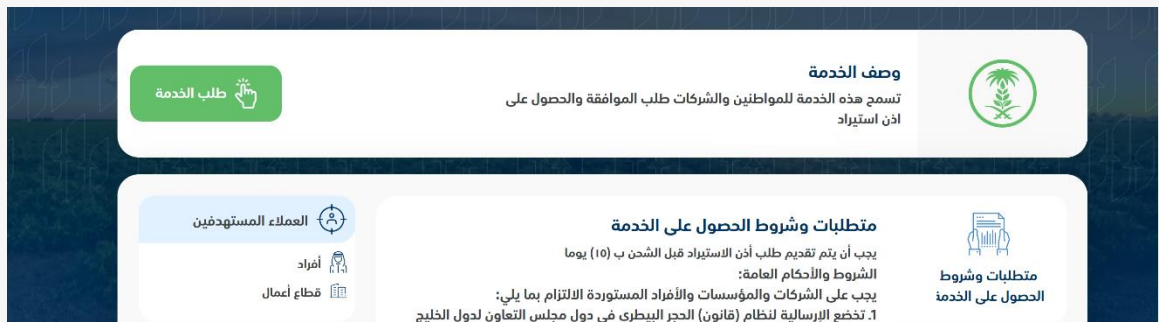 وصف الخدمة
تسمح هذه الخدمة للمواطنين والشركات طلب الموافقة والحصول على
اذن استيراد
طلب الخدمة
متطلبات وشروط
الحصول على الخدمة
متطلبات وشروط الحصول على الخدمة
يجب أن يتم تقديم طلب أذن الاستيراد قبل الشحن ب (١٥) يوما
الشروط والأحكام العامة:
يجب على الشركات والمؤسسات والأفراد المستوردة الالتزام بما يلي:
1. تخضع الإرسالية لنظام (قانون) الحجر البيطري في دول مجلس التعاون لدول الخليج
العملاء المستهدفين
أفراد
قطاع أعمال